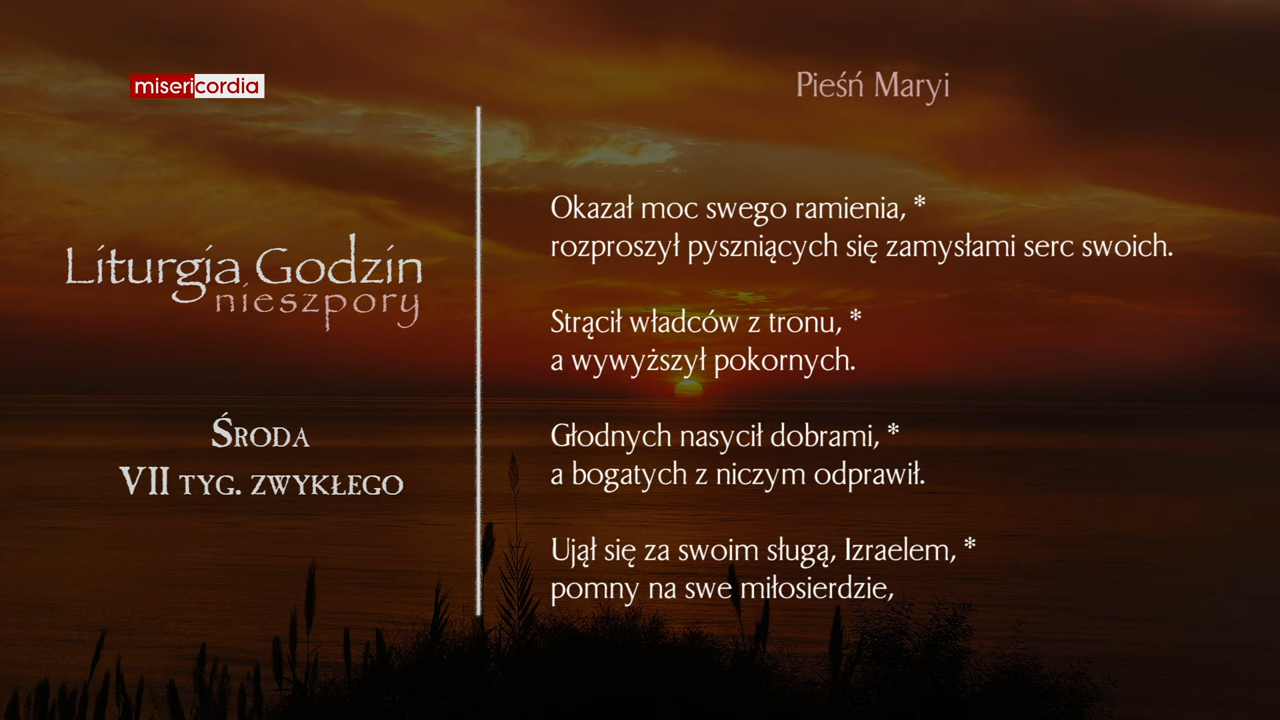 misericordia
Liturgia Godzin
nieszpory
Środa
VII tyg. zwykłego
Pieśń Maryi
Okazał moc swego ramienia, *
rozproszył pyszniących się zamysłami serc swoich.
Strącił władców z tronu, *
a wywyższył pokornych.
Głodnych nasycił dobrami, *
a bogatych z niczym odprawił.
Ujął się za swoim sługą, Izraelem, *
pomny na swe miłosierdzie,